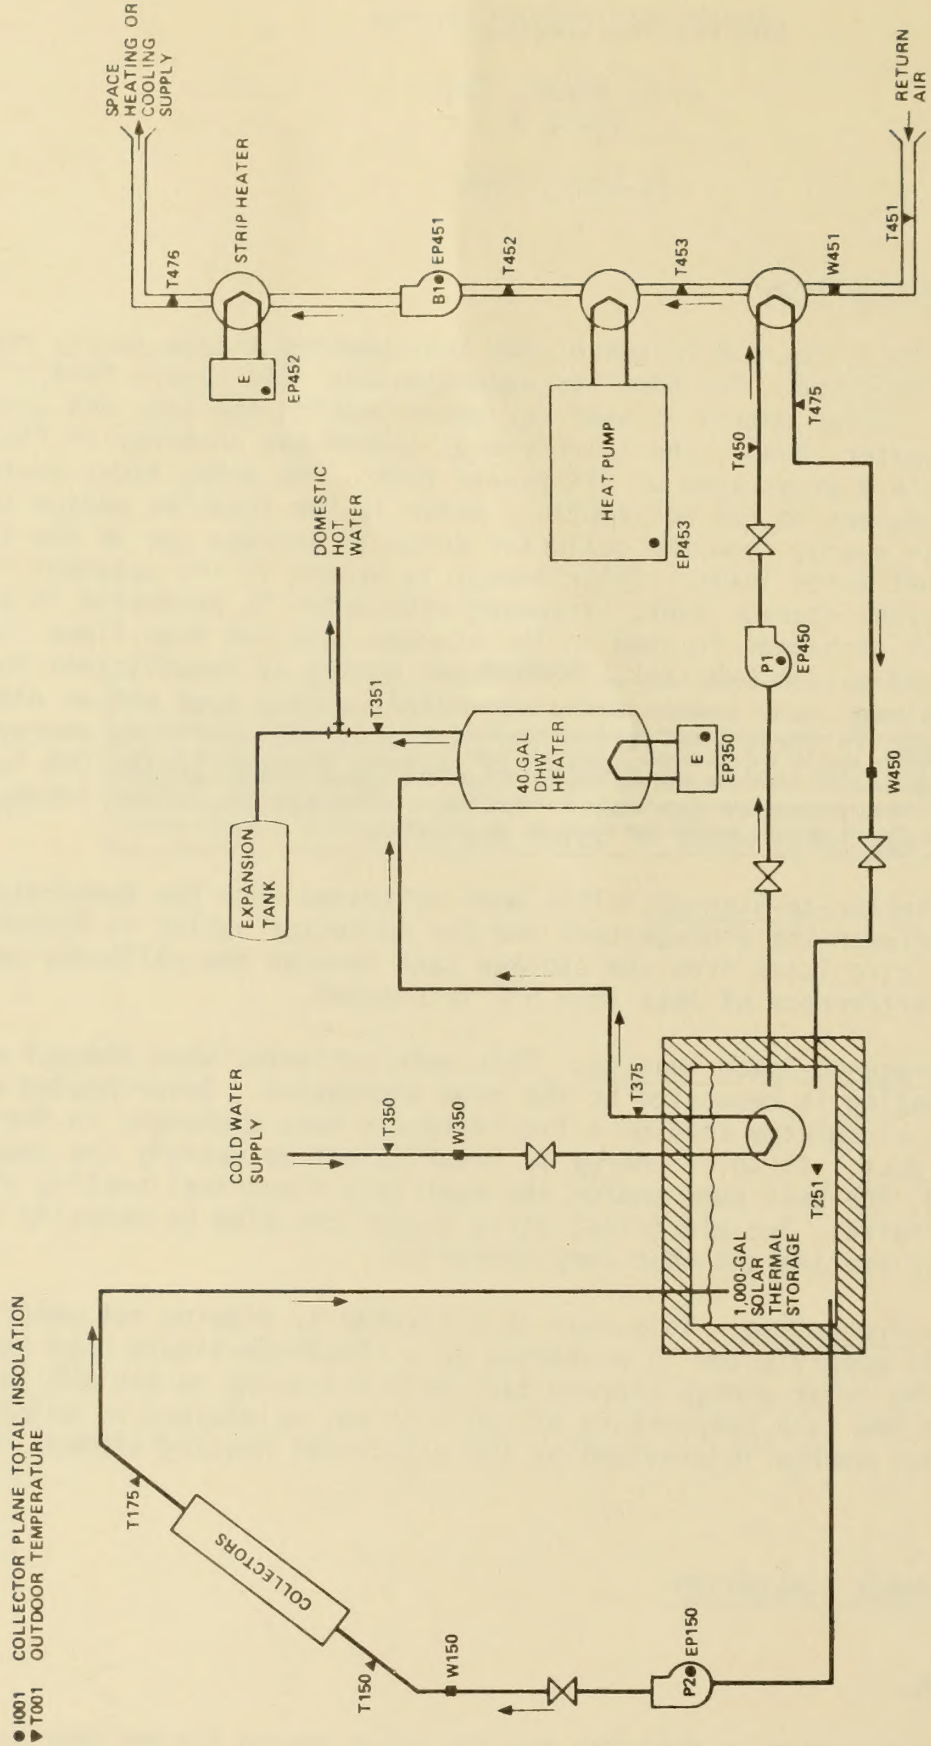 ● I001 COLLECTOR PLANE TOTAL INSOLATION
▼ T001 OUTDOOR TEMPERATURE
T175
COLLECTORS
T150
W150
P2
EP150
COLD WATER
SUPPLY
T350
W350
T375
1,000-GAL
SOLAR
THERMAL
STORAGE
T251
EXPANSION
TANK
DOMESTIC
HOT
WATER
T351
40-GAL
DHW
HEATER
E
EP350
P1
EP450
T450
T475
W450
SPACE
HEATING OR
COOLING
SUPPLY
T476
STRIP HEATER
E
EP452
B1
EP451
T452
HEAT PUMP
EP453
T453
W451
T451
RETURN
AIR